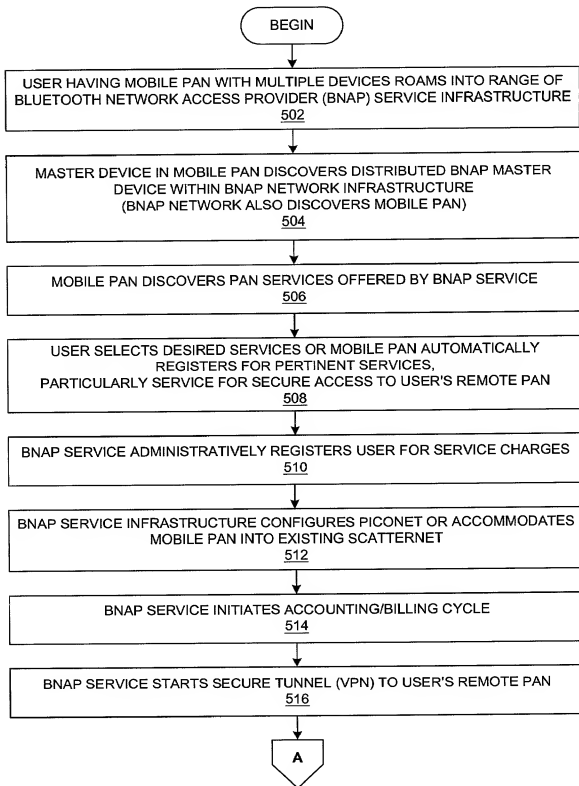 BEGIN
USER HAVING MOBILE PAN WITH MULTIPLE DEVICES ROAMS INTO RANGE OF
BLUETOOTH NETWORK ACCESS PROVIDER (BNAP) SERVICE INFRASTRUCTURE
502
MASTER DEVICE IN MOBILE PAN DISCOVERS DISTRIBUTED BNAP MASTER
DEVICE WITHIN BNAP NETWORK INFRASTRUCTURE
(BNAP NETWORK ALSO DISCOVERS MOBILE PAN)
504
MOBILE PAN DISCOVERS PAN SERVICES OFFERED BY BNAP SERVICE
506
USER SELECTS DESIRED SERVICES OR MOBILE PAN AUTOMATICALLY
REGISTERS FOR PERTINENT SERVICES,
PARTICULARLY SERVICE FOR SECURE ACCESS TO USER'S REMOTE PAN
508
BNAP SERVICE ADMINISTRATIVELY REGISTERS USER FOR SERVICE CHARGES
510
BNAP SERVICE INFRASTRUCTURE CONFIGURES PICONET OR ACCOMMODATES
MOBILE PAN INTO EXISTING SCATTERNET
512
BNAP SERVICE INITIATES ACCOUNTING/BILLING CYCLE
514
BNAP SERVICE STARTS SECURE TUNNEL (VPN) TO USER'S REMOTE PAN
516
A